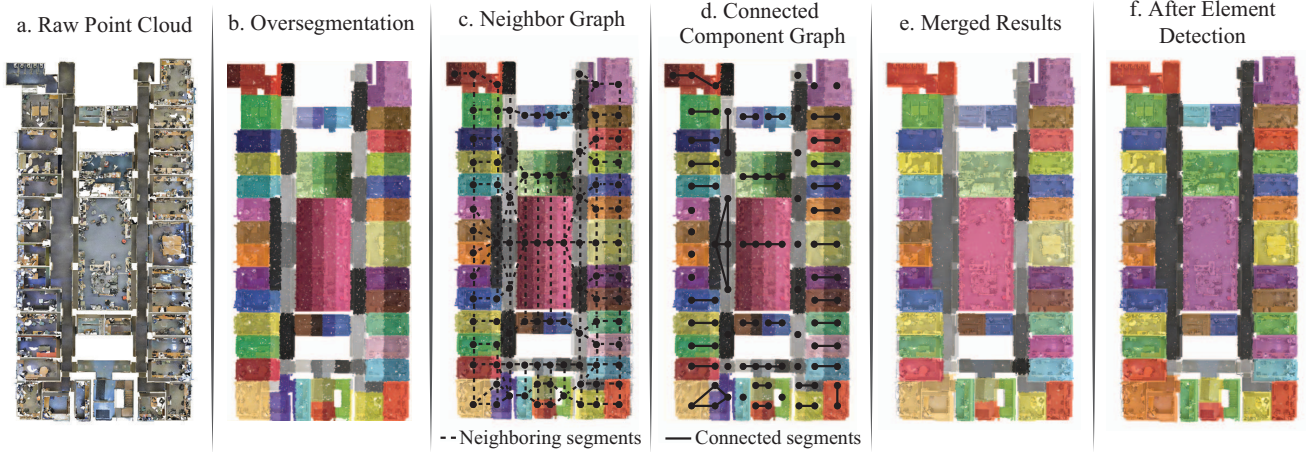 a. Raw Point Cloud
b. Oversegmentation
c. Neighbor Graph
d. Connected
Component Graph
e. Merged Results
f. After Element
Detection
Neighboring segments
Connected segments